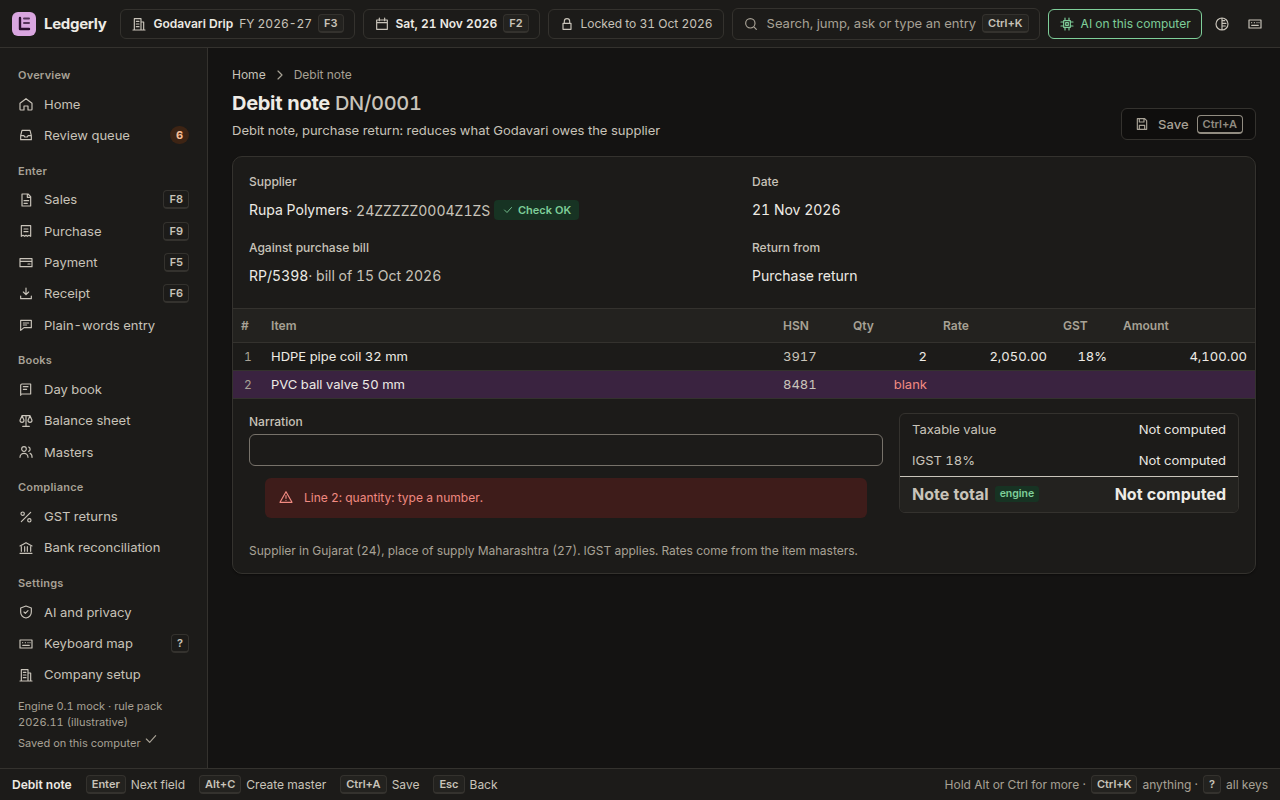 Ledgerly
Godavari Drip FY 2026-27 F3
Sat, 21 Nov 2026 F2
Locked to 31 Oct 2026
Search, jump, ask or type an entry Ctrl+K
AI on this computer
Overview
Home
Review queue 6
Enter
Sales F8
Purchase F9
Payment F5
Receipt F6
Plain-words entry
Books
Day book
Balance sheet
Masters
Compliance
GST returns
Bank reconciliation
Settings
AI and privacy
Keyboard map ?
Company setup
Engine 0.1 mock · rule pack
2026.11 (illustrative)
Saved on this computer
Home > Debit note
Debit note DN/0001
Debit note, purchase return: reduces what Godavari owes the supplier
Save Ctrl+A
Supplier
Rupa Polymers · 24ZZZZZ0004Z1ZS Check OK
Date
21 Nov 2026
Against purchase bill
RP/5398 · bill of 15 Oct 2026
Return from
Purchase return
# Item HSN Qty Rate GST Amount
1 HDPE pipe coil 32 mm 3917 2 2,050.00 18% 4,100.00
2 PVC ball valve 50 mm 8481 blank
Narration
Line 2: quantity: type a number.
Taxable value Not computed
IGST 18% Not computed
Note total engine Not computed
Supplier in Gujarat (24), place of supply Maharashtra (27). IGST applies. Rates come from the item masters.
Debit note Enter Next field Alt+C Create master Ctrl+A Save Esc Back
Hold Alt or Ctrl for more · Ctrl+K anything · ? all keys